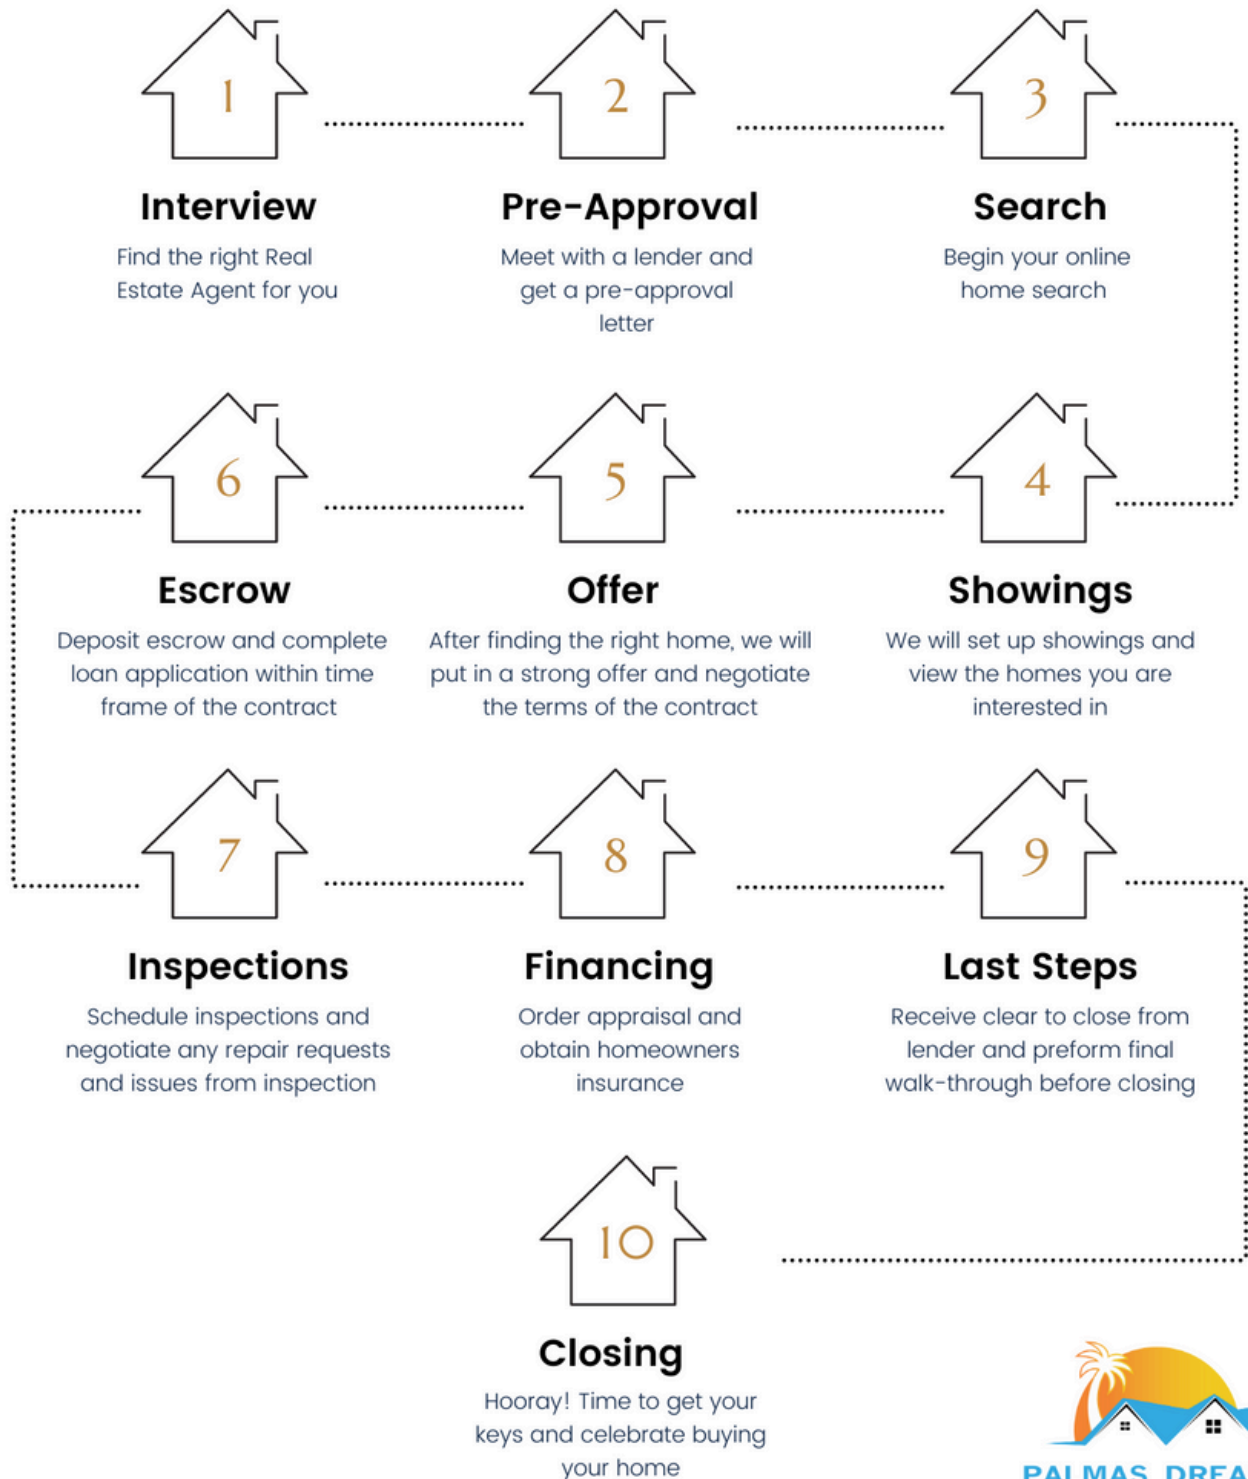 1
Interview
Find the right Real
Estate Agent for you
2
Pre-Approval
Meet with a lender and
get a pre-approval
letter
3
Search
Begin your online
home search
4
Showings
We will set up showings and
view the homes you are
interested in
5
Offer
After finding the right home, we will
put in a strong offer and negotiate
the terms of the contract
6
Escrow
Deposit escrow and complete
loan application within time
frame of the contract
7
Inspections
Schedule inspections and
negotiate any repair requests
and issues from inspection
8
Financing
Order appraisal and
obtain homeowners
insurance
9
Last Steps
Receive clear to close from
lender and preform final
walk-through before closing
10
Closing
Hooray! Time to get your
keys and celebrate buying
your home
PALMAS